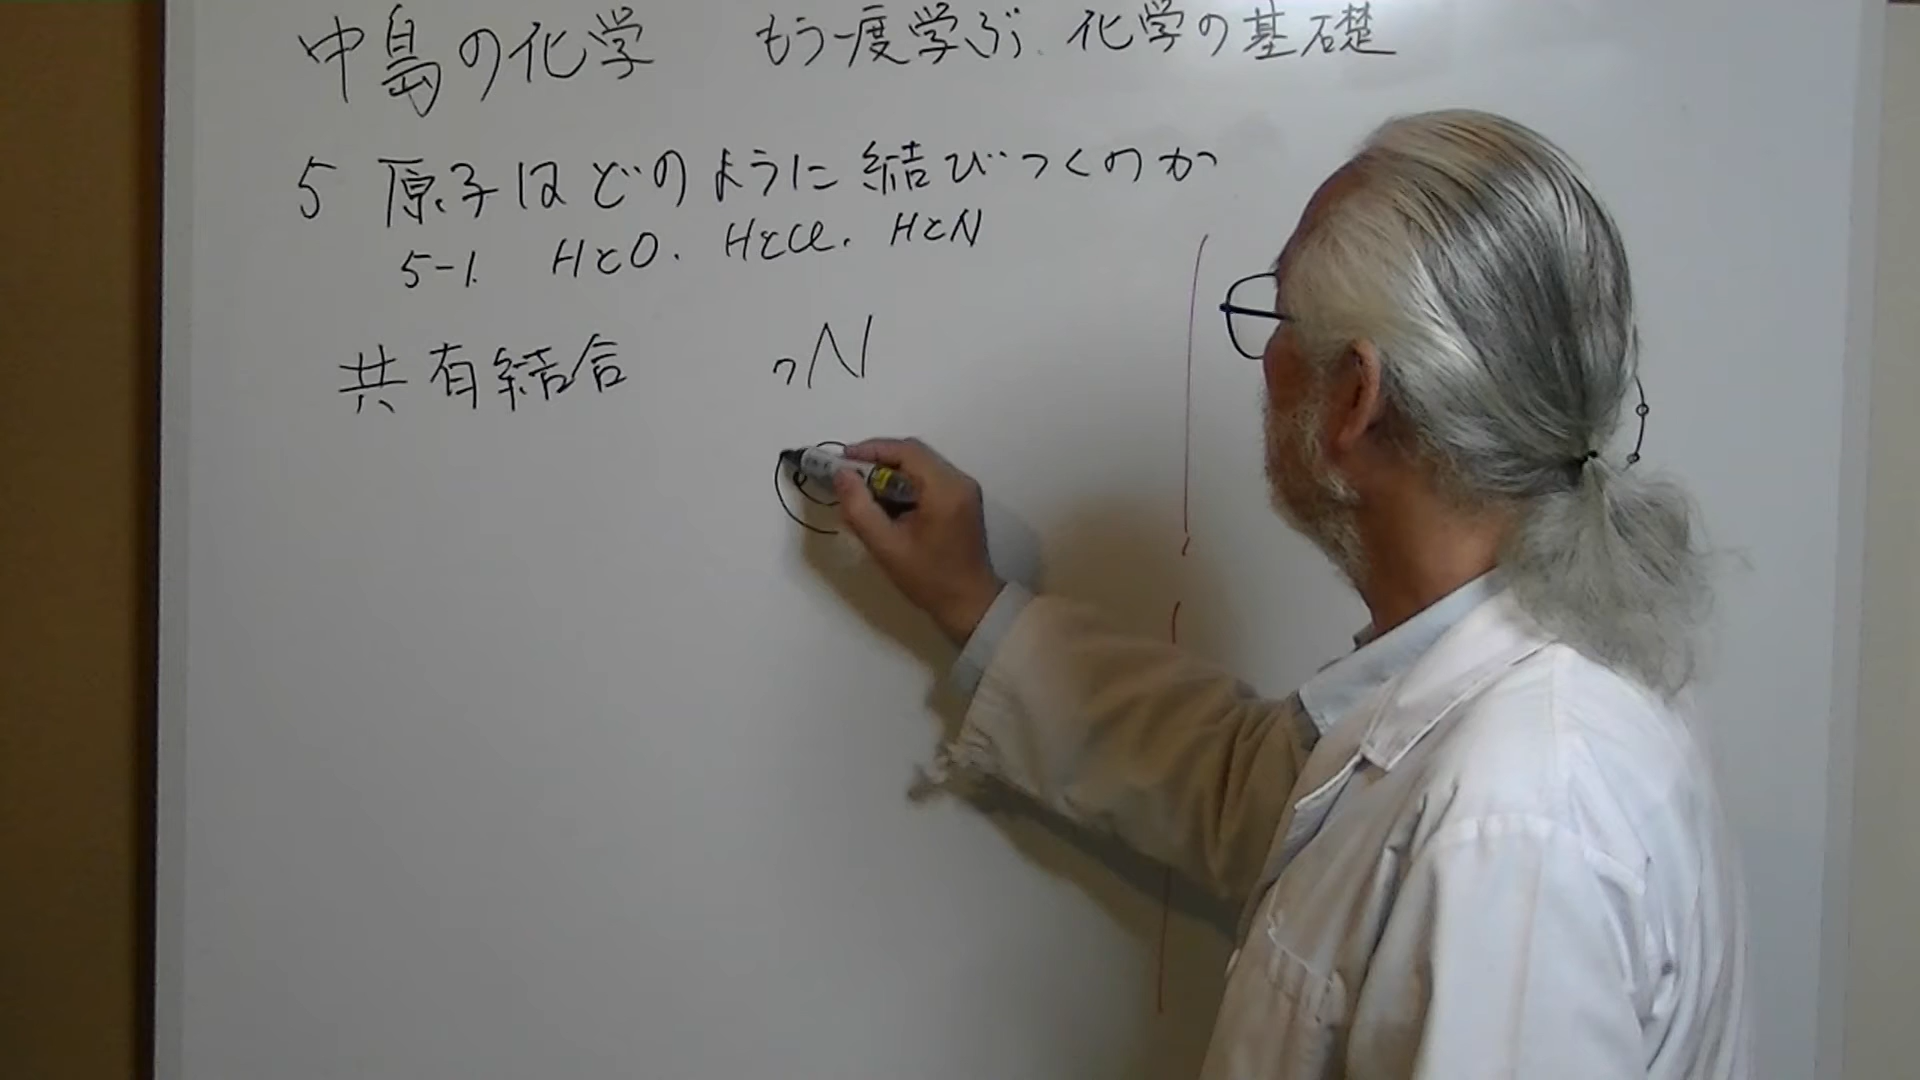 中島の化学 もう一度学ぶ 化学の基礎
5 原子はどのように結びつくのか
5-1. HとO. HとCl. HとN
共有結合 ₇N